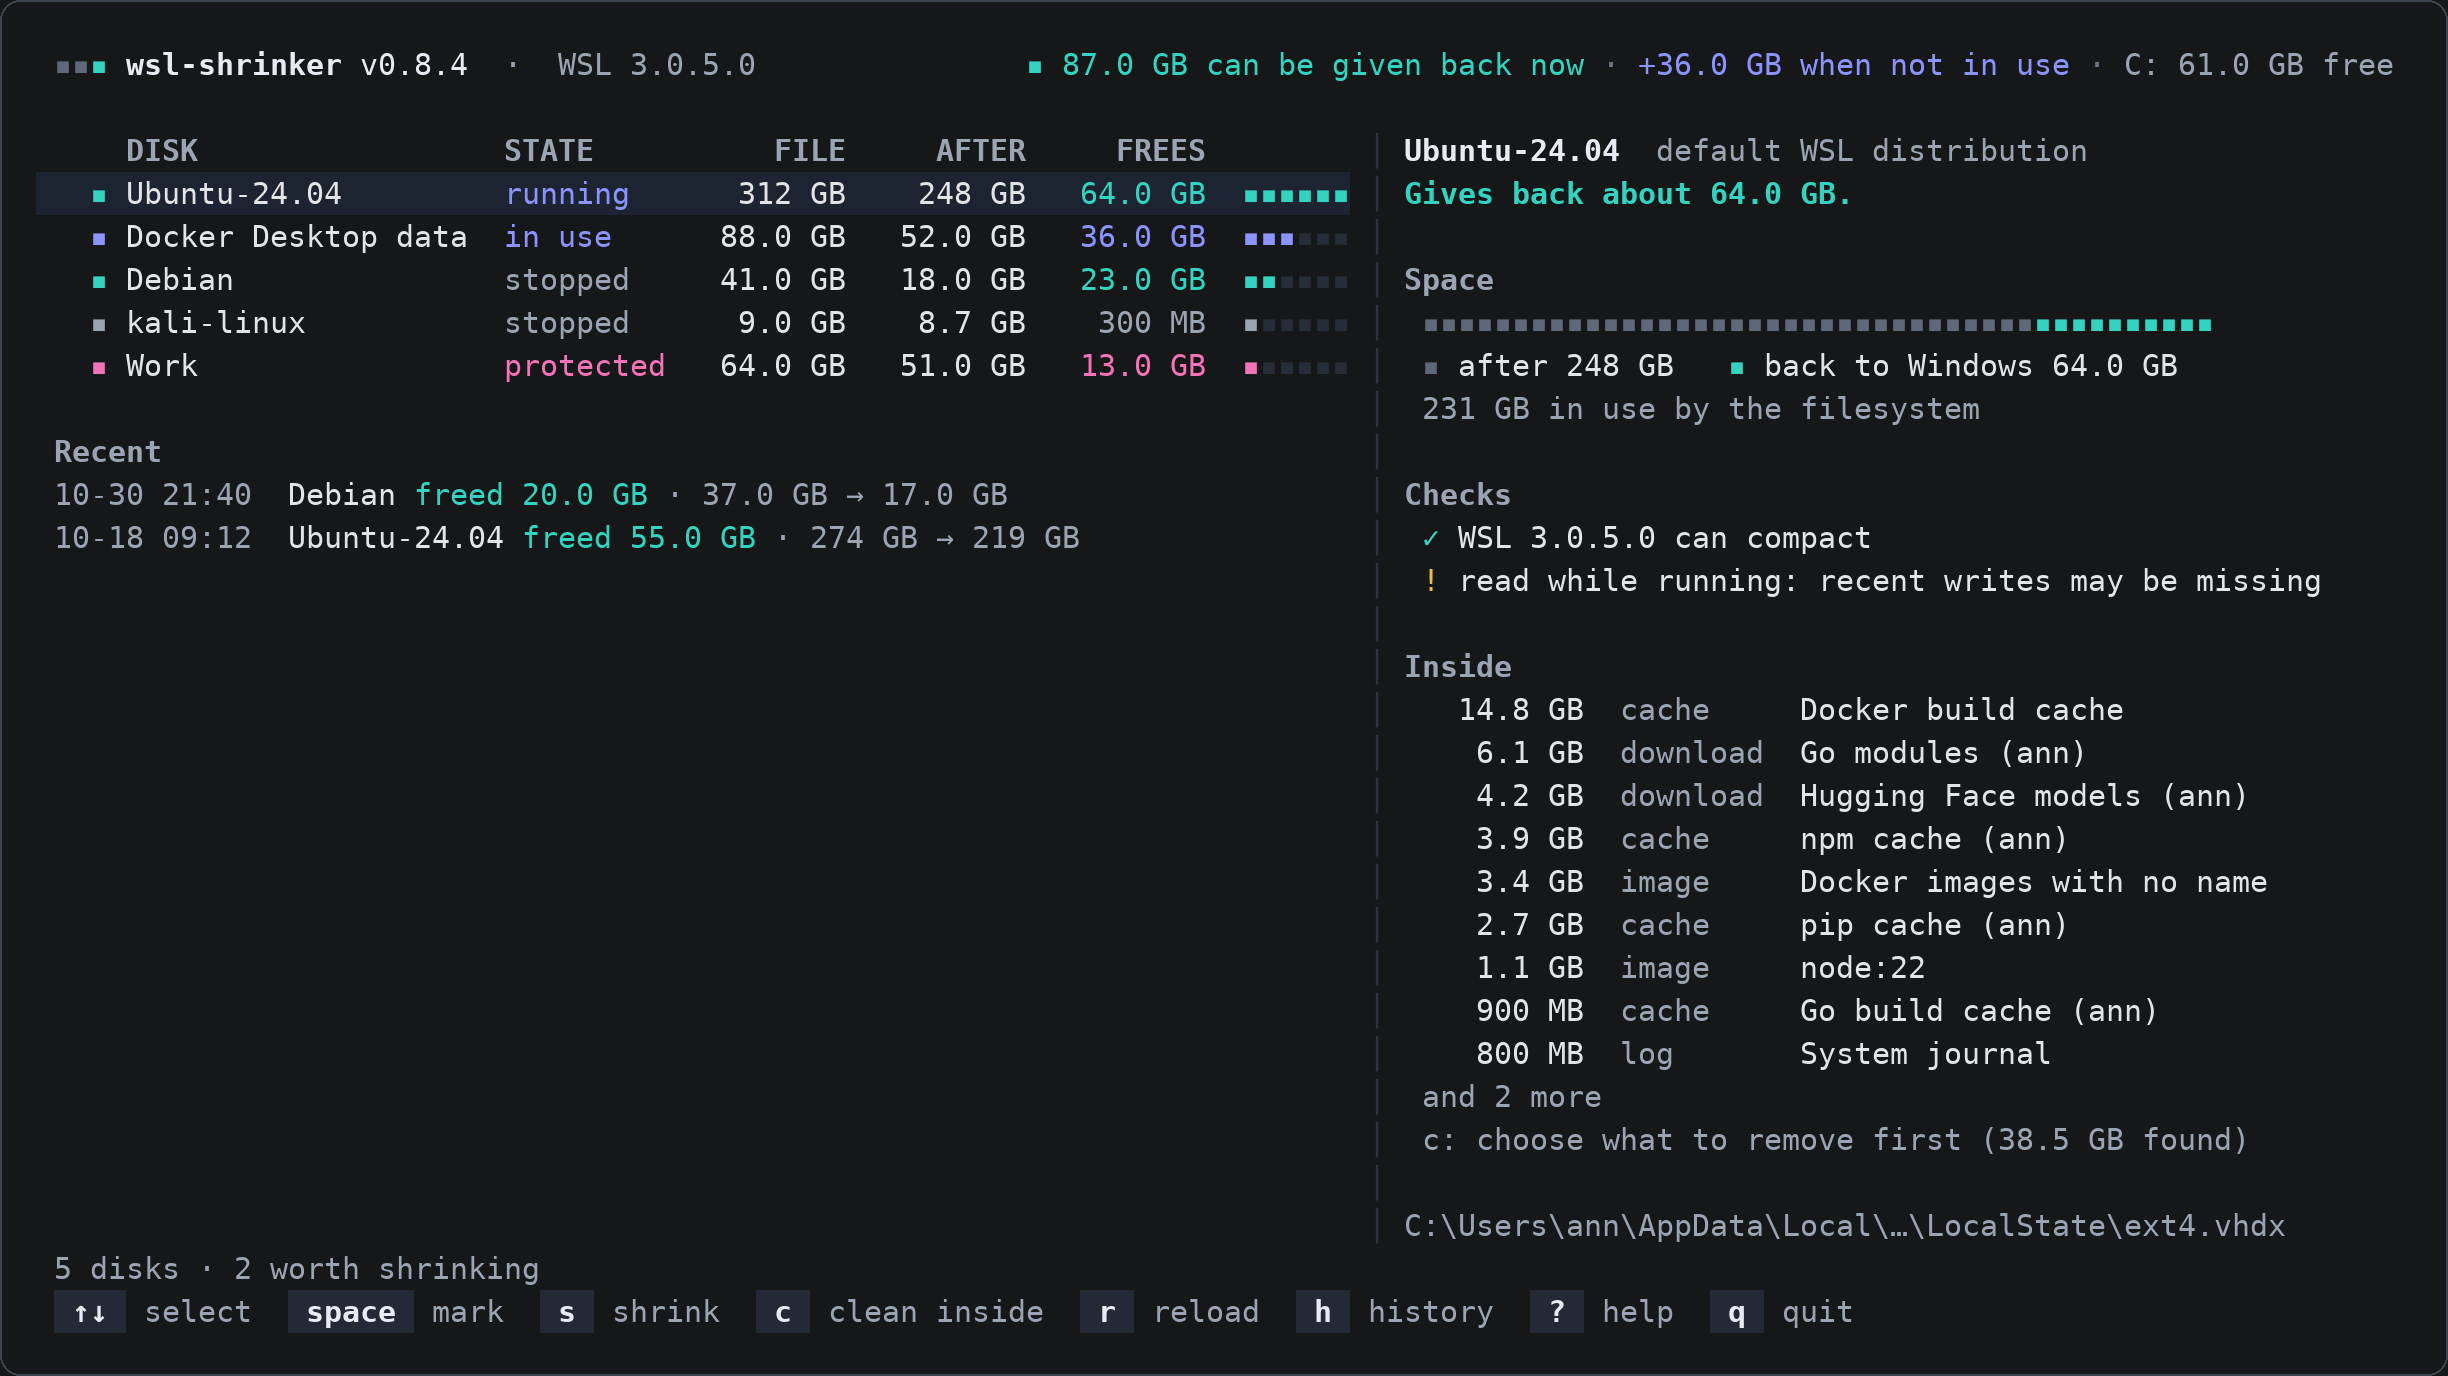 wsl-shrinker v0.8.4 · WSL 3.0.5.0
87.0 GB can be given back now · +36.0 GB when not in use · C: 61.0 GB free
DISK STATE FILE AFTER FREES
Ubuntu-24.04 running 312 GB 248 GB 64.0 GB
Docker Desktop data in use 88.0 GB 52.0 GB 36.0 GB
Debian stopped 41.0 GB 18.0 GB 23.0 GB
kali-linux stopped 9.0 GB 8.7 GB 300 MB
Work protected 64.0 GB 51.0 GB 13.0 GB
Recent
10-30 21:40 Debian freed 20.0 GB · 37.0 GB → 17.0 GB
10-18 09:12 Ubuntu-24.04 freed 55.0 GB · 274 GB → 219 GB
Ubuntu-24.04 default WSL distribution
Gives back about 64.0 GB.
Space
after 248 GB back to Windows 64.0 GB
231 GB in use by the filesystem
Checks
✓ WSL 3.0.5.0 can compact
! read while running: recent writes may be missing
Inside
14.8 GB cache Docker build cache
6.1 GB download Go modules (ann)
4.2 GB download Hugging Face models (ann)
3.9 GB cache npm cache (ann)
3.4 GB image Docker images with no name
2.7 GB cache pip cache (ann)
1.1 GB image node:22
900 MB cache Go build cache (ann)
800 MB log System journal
and 2 more
c: choose what to remove first (38.5 GB found)
C:\Users\ann\AppData\Local\…\LocalState\ext4.vhdx
5 disks · 2 worth shrinking
↑↓ select space mark s shrink c clean inside r reload h history ? help q quit